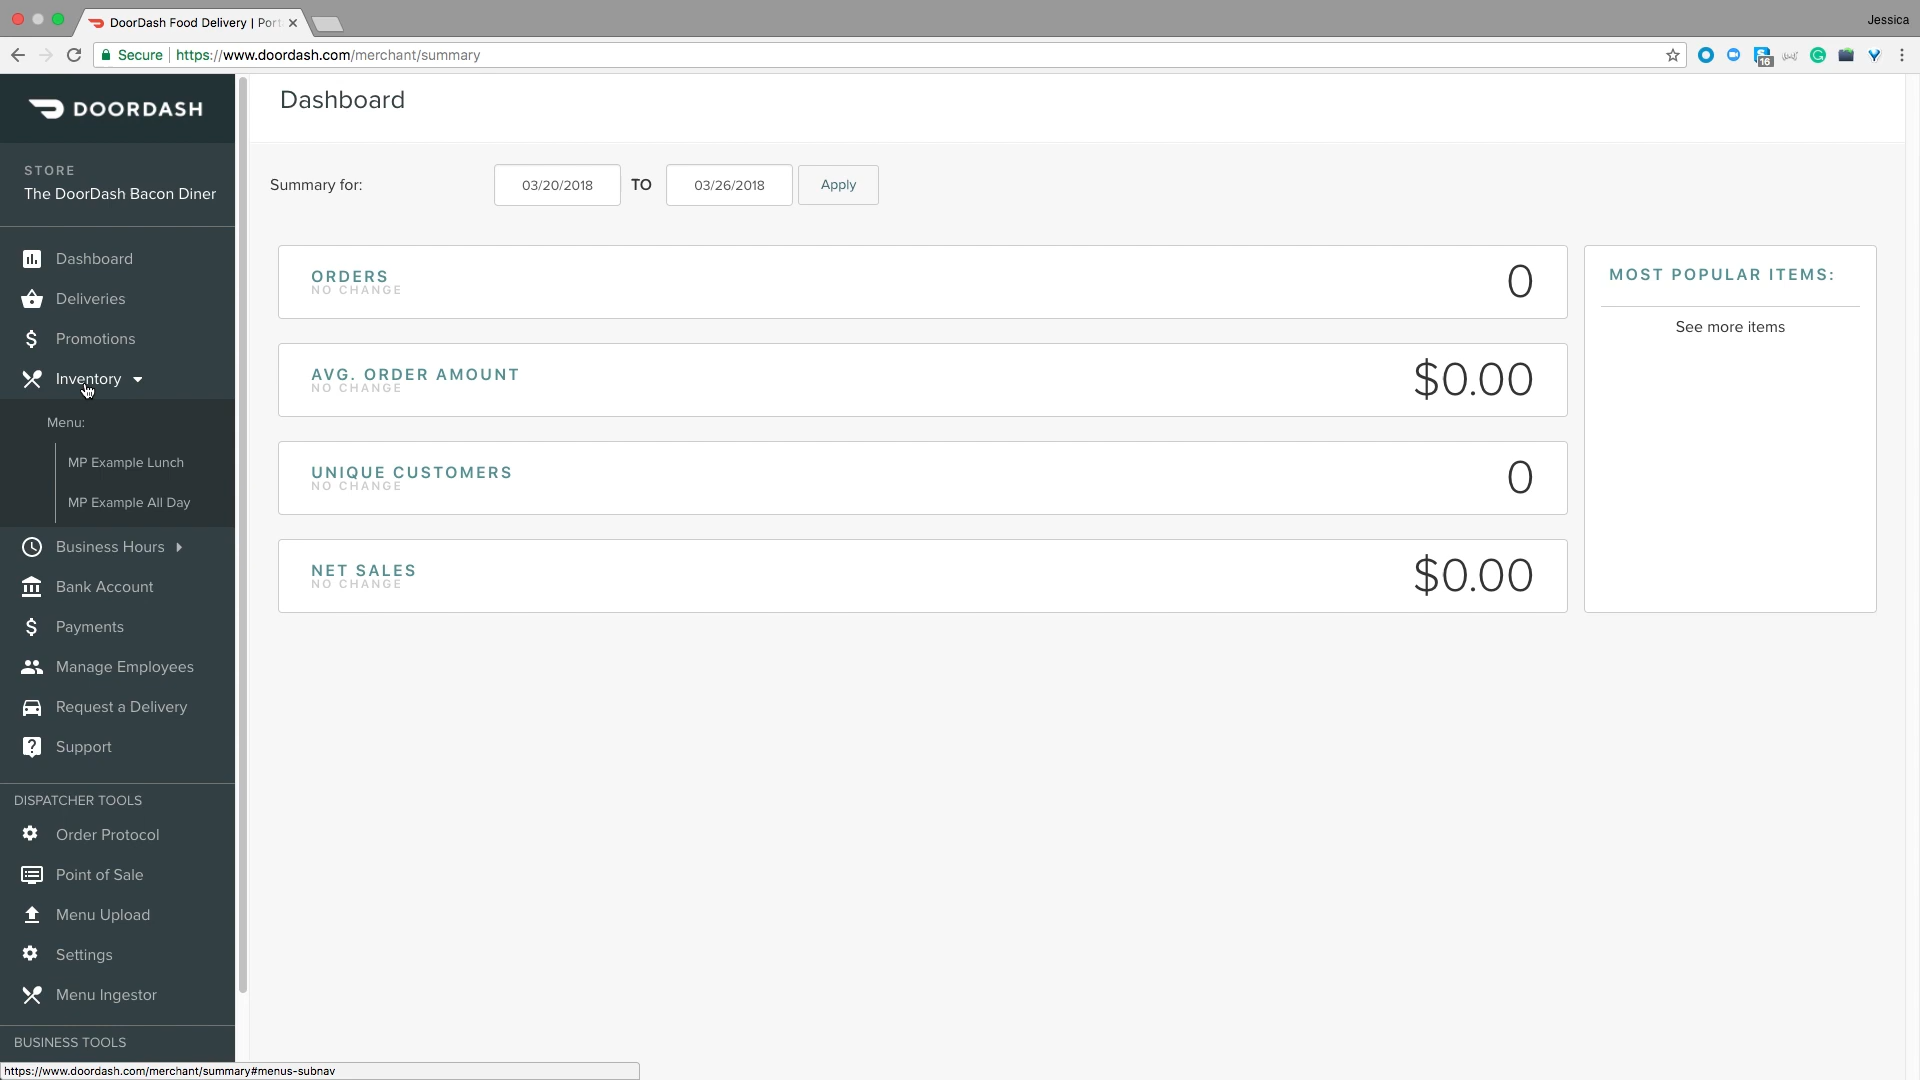 DoorDash Food Delivery | Port
Jessica
Secure
https://www.doordash.com/merchant/summary
16
DOORDASH
STORE
The DoorDash Bacon Diner
Dashboard
Deliveries
Promotions
Inventory
Menu:
MP Example Lunch
MP Example All Day
Business Hours
Bank Account
Payments
Manage Employees
Request a Delivery
Support
DISPATCHER TOOLS
Order Protocol
Point of Sale
Menu Upload
Settings
Menu Ingestor
BUSINESS TOOLS
https://www.doordash.com/merchant/summary#menus-subnav
Dashboard
Summary for:
03/20/2018 TO 03/26/2018 Apply
ORDERS
NO CHANGE
0
AVG. ORDER AMOUNT
NO CHANGE
$0.00
UNIQUE CUSTOMERS
NO CHANGE
0
NET SALES
NO CHANGE
$0.00
MOST POPULAR ITEMS:
See more items